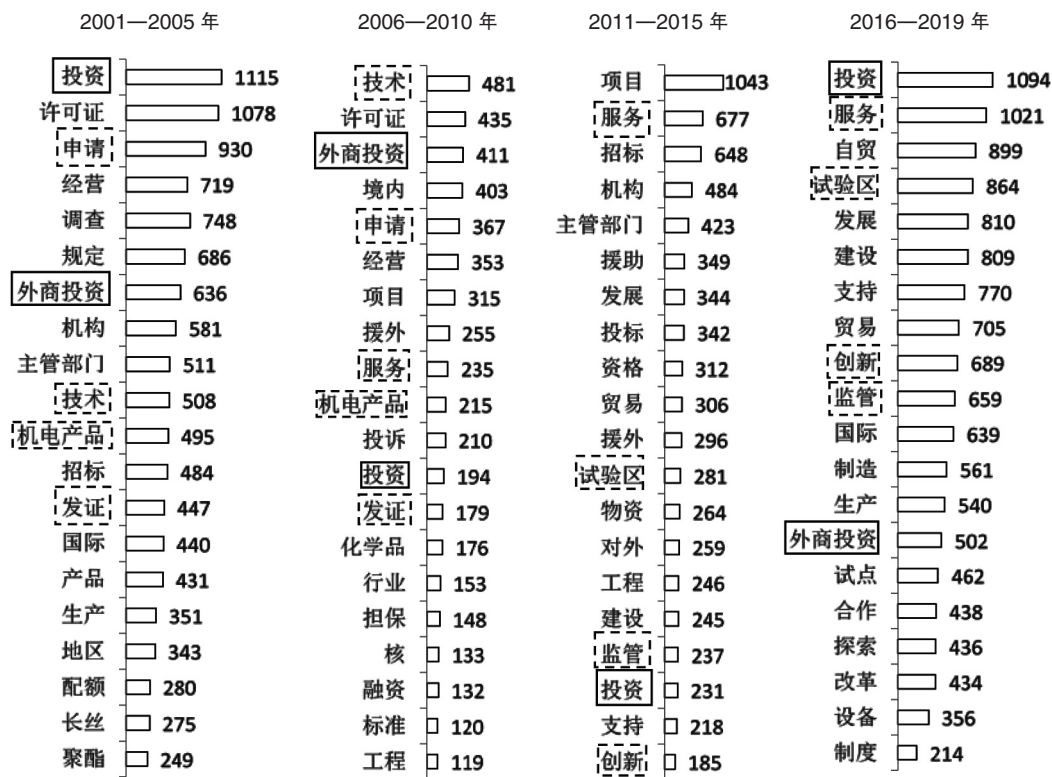 2001—2005 年
投资 1115
许可证 1078
申请 930
经营 719
调查 748
规定 686
外商投资 636
机构 581
主管部门 511
技术 508
机电产品 495
招标 484
发证 447
国际 440
产品 431
生产 351
地区 343
配额 280
长丝 275
聚酯 249
2006—2010 年
技术 481
许可证 435
外商投资 411
境内 403
申请 367
经营 353
项目 315
援外 255
服务 235
机电产品 215
投诉 210
投资 194
发证 179
化学品 176
行业 153
担保 148
核 133
融资 132
标准 120
工程 119
2011—2015 年
项目 1043
服务 677
招标 648
机构 484
主管部门 423
援助 349
发展 344
投标 342
资格 312
贸易 306
援外 296
试验区 281
物资 264
对外 259
工程 246
建设 245
监管 237
投资 231
支持 218
创新 185
2016—2019 年
投资 1094
服务 1021
自贸 899
试验区 864
发展 810
建设 809
支持 770
贸易 705
创新 689
监管 659
国际 639
制造 561
生产 540
外商投资 502
试点 462
合作 438
探索 436
改革 434
设备 356
制度 214